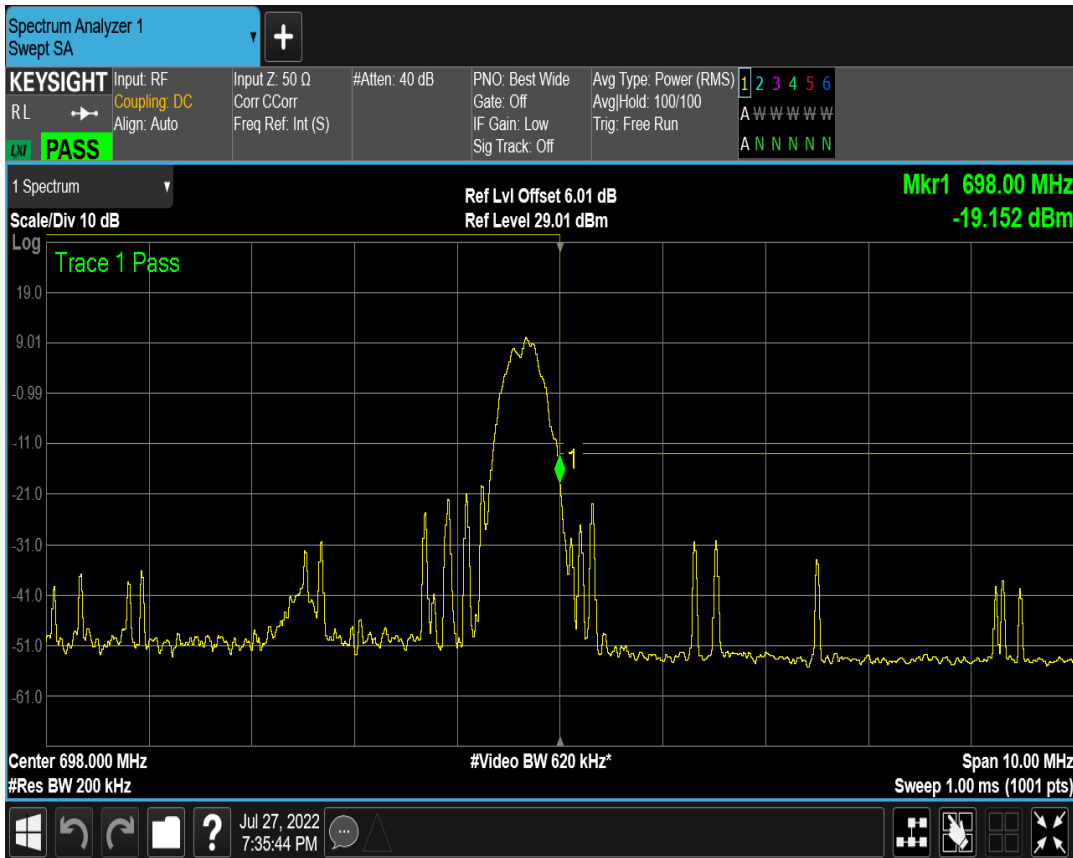 Spectrum Analyzer 1
Swept SA
+
KEYSIGHT
R L
LXI
PASS
Input: RF
Coupling: DC
Align: Auto
Input Z: 50 Ω
Corr CCorr
Freq Ref: Int (S)
#Atten: 40 dB
PNO: Best Wide
Gate: Off
IF Gain: Low
Sig Track: Off
Avg Type: Power (RMS)
Avg|Hold: 100/100
Trig: Free Run
1 2 3 4 5 6
A W W W W W
A N N N N N
1 Spectrum
Scale/Div 10 dB
Ref Lvl Offset 6.01 dB
Ref Level 29.01 dBm
Mkr1 698.00 MHz
-19.152 dBm
Log
Trace 1 Pass
19.0
9.01
-0.99
-11.0
1
-21.0
-31.0
-41.0
-51.0
-61.0
Center 698.000 MHz
#Video BW 620 kHz*
Span 10.00 MHz
#Res BW 200 kHz
Sweep 1.00 ms (1001 pts)
?
Jul 27, 2022
7:35:44 PM